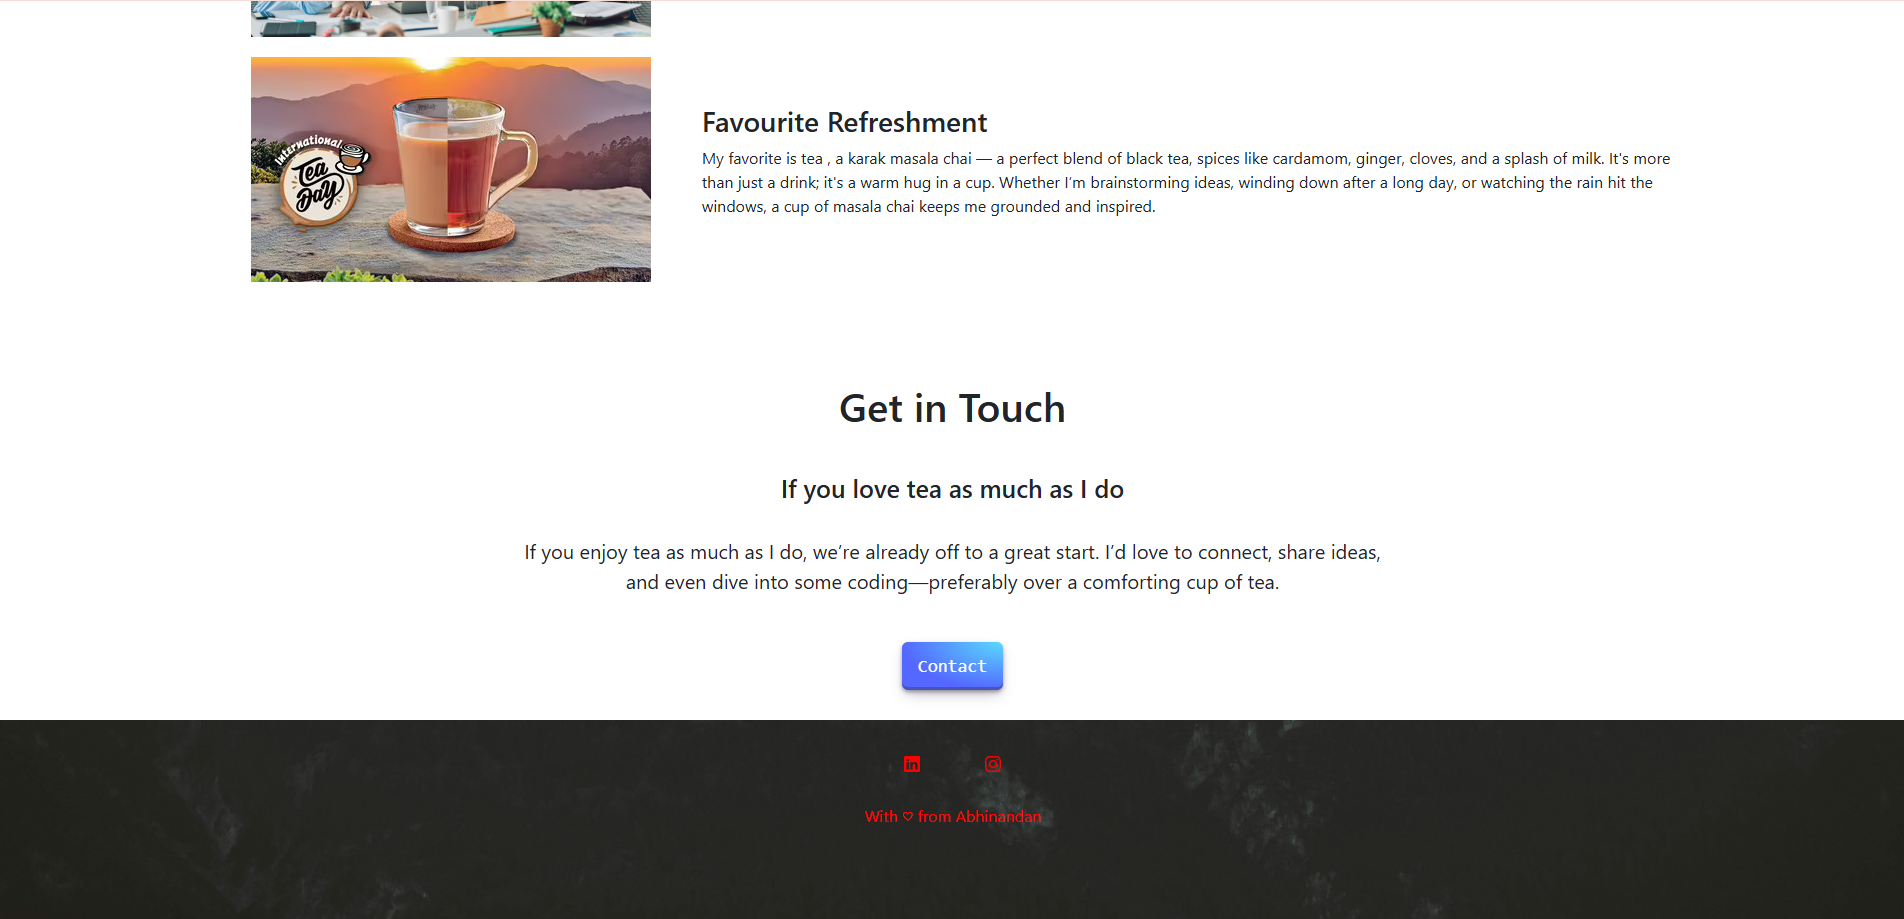 International
Tea
Day
Favourite Refreshment
My favorite is tea , a karak masala chai — a perfect blend of black tea, spices like cardamom, ginger, cloves, and a splash of milk. It's more
than just a drink; it's a warm hug in a cup. Whether I’m brainstorming ideas, winding down after a long day, or watching the rain hit the
windows, a cup of masala chai keeps me grounded and inspired.
Get in Touch
If you love tea as much as I do
If you enjoy tea as much as I do, we’re already off to a great start. I’d love to connect, share ideas,
and even dive into some coding—preferably over a comforting cup of tea.
Contact
With ♡ from Abhinandan